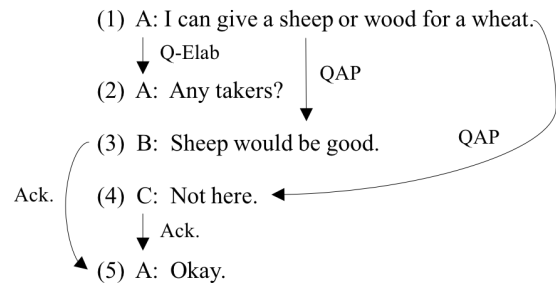 (1) A: I can give a sheep or wood for a wheat.
Q-Elab
QAP
(2) A: Any takers?
(3) B: Sheep would be good.
QAP
Ack.
(4) C: Not here.
Ack.
(5) A: Okay.